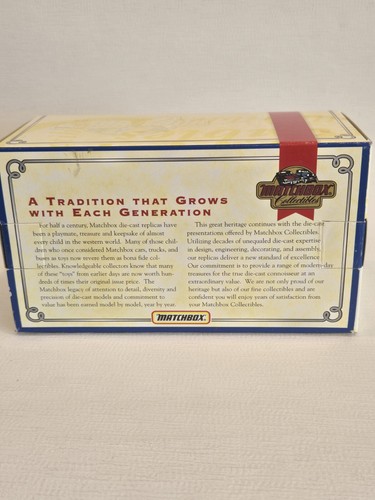 MATCHBOX
Collectibles
A TRADITION THAT GROWS
WITH EACH GENERATION
For half a century, Matchbox die-cast replicas have
been a playmate, treasure and keepsake of almost
every child in the western world. Many of those chil-
dren who once considered Matchbox cars, trucks, and
buses as toys now revere them as bona fide col-
lectibles. Knowledgeable collectors know that many
of these "toys" from earlier days are now worth hun-
dreds of times their original issue price. The
Matchbox legacy of attention to detail, diversity and
precision of die-cast models and commitment to
value has been earned model by model, year by year.
This great heritage continues with the die-cast
presentations offered by Matchbox Collectibles.
Utilizing decades of unequaled die-cast expertise
in design, engineering, decorating, and assembly,
our replicas deliver a new standard of excellence.
Our commitment is to provide a range of modern-day
treasures for the true die-cast connoisseur at an
extraordinary value. We are not only proud of our
heritage but also of our fine collectibles and are
confident you will enjoy years of satisfaction from
your Matchbox Collectibles.
MATCHBOX